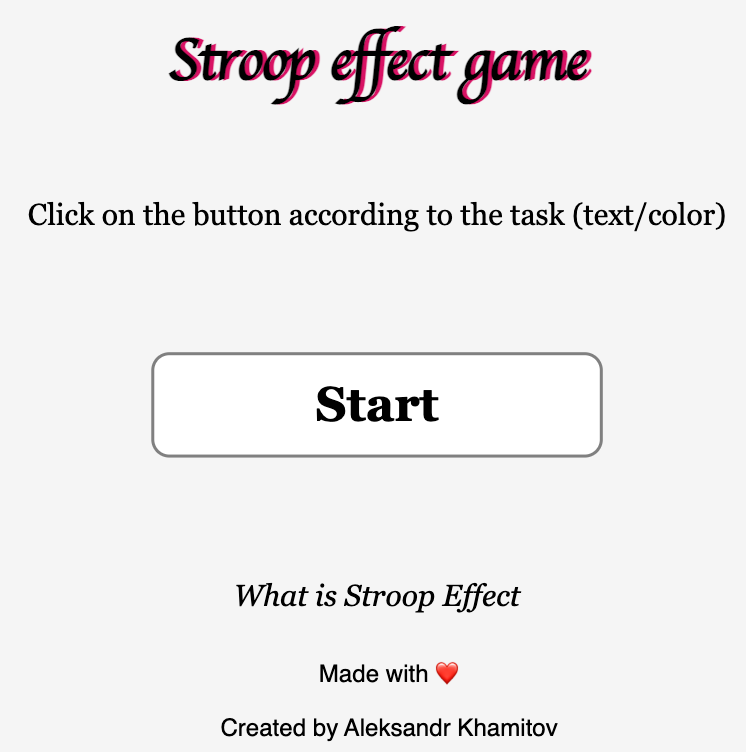 Stroop effect game
Click on the button according to the task (text/color)
Start
What is Stroop Effect
Made with ❤️
Created by Aleksandr Khamitov